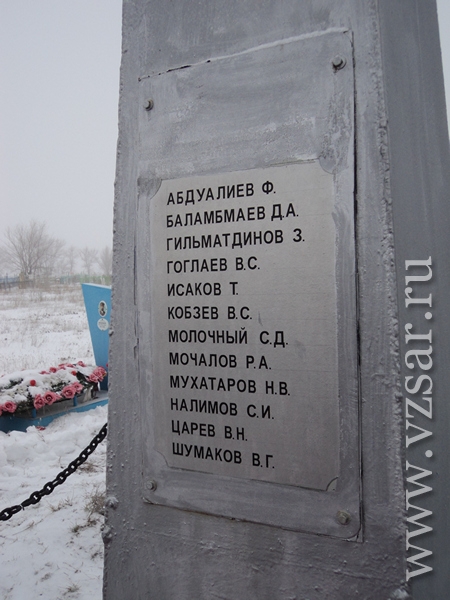 АБДУАЛИЕВ Ф.
БАЛАМБМАЕВ Д.А.
ГИЛЬМАТДИНОВ З.
ГОГЛАЕВ В.С.
ИСАКОВ Т.
КОБЗЕВ В.С.
МОЛОЧНЫЙ С.Д.
МОЧАЛОВ Р.А.
МУХАТАРОВ Н.В.
НАЛИМОВ С.И.
ЦАРЕВ В.Н.
ШУМАКОВ В.Г.
www.vzsar.ru